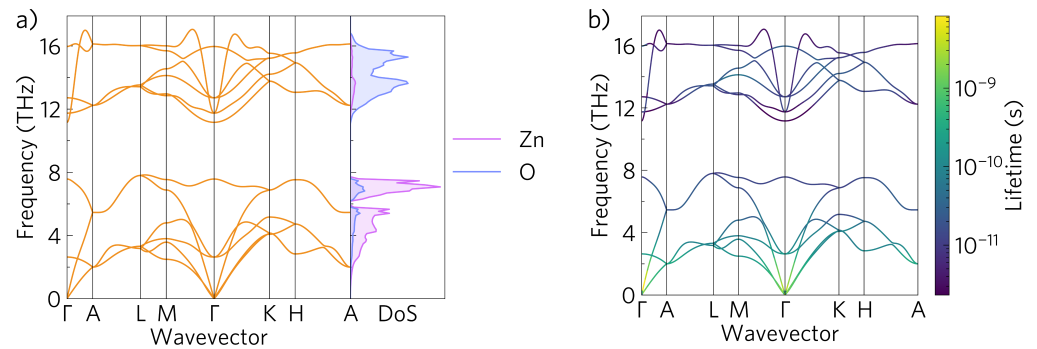 a)
Frequency (THz)
16
12
8
4
0
Γ A L M Γ K H A DoS
Wavevector
Zn
O
b)
Frequency (THz)
16
12
8
4
0
Γ A L M Γ K H A
Wavevector
10⁻⁹
10⁻¹⁰
10⁻¹¹
Lifetime (s)